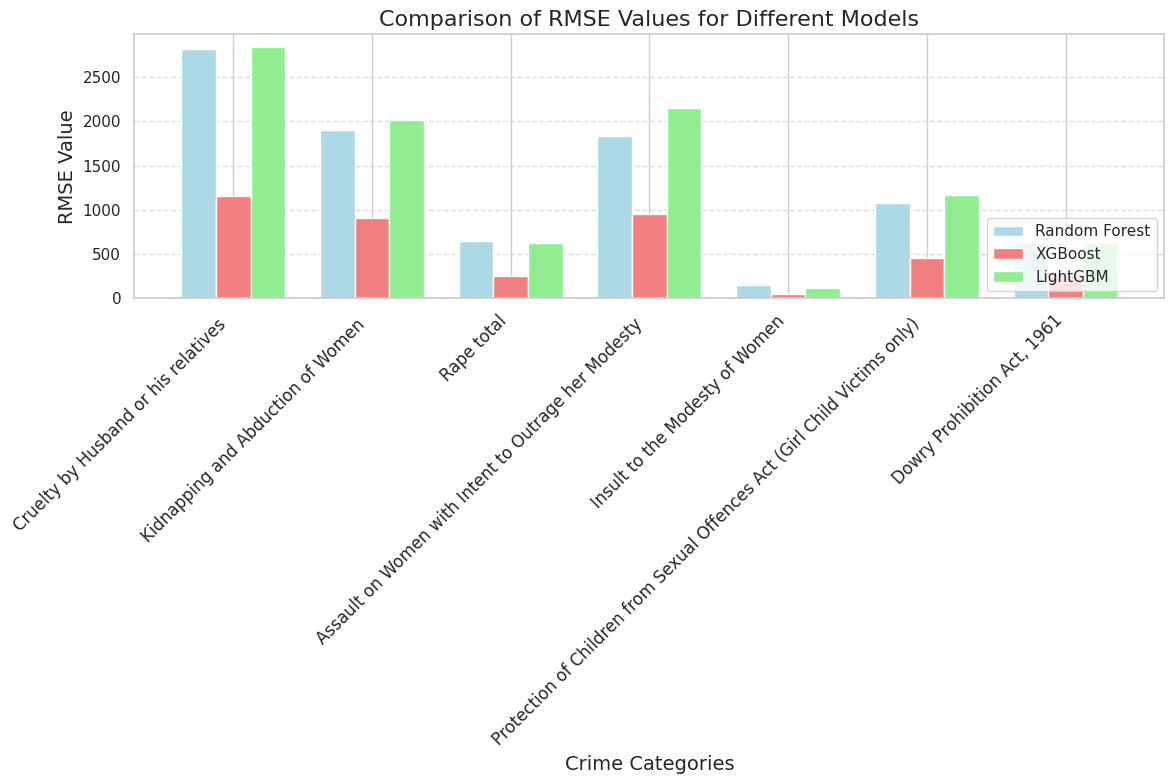 Comparison of RMSE Values for Different Models
RMSE Value
2500
2000
1500
1000
500
0
Random Forest
XGBoost
LightGBM
Cruelty by Husband or his relatives
Kidnapping and Abduction of Women
Rape total
Assault on Women with Intent to Outrage her Modesty
Insult to the Modesty of Women
Protection of Children from Sexual Offences Act (Girl Child Victims only)
Dowry Prohibition Act, 1961
Crime Categories